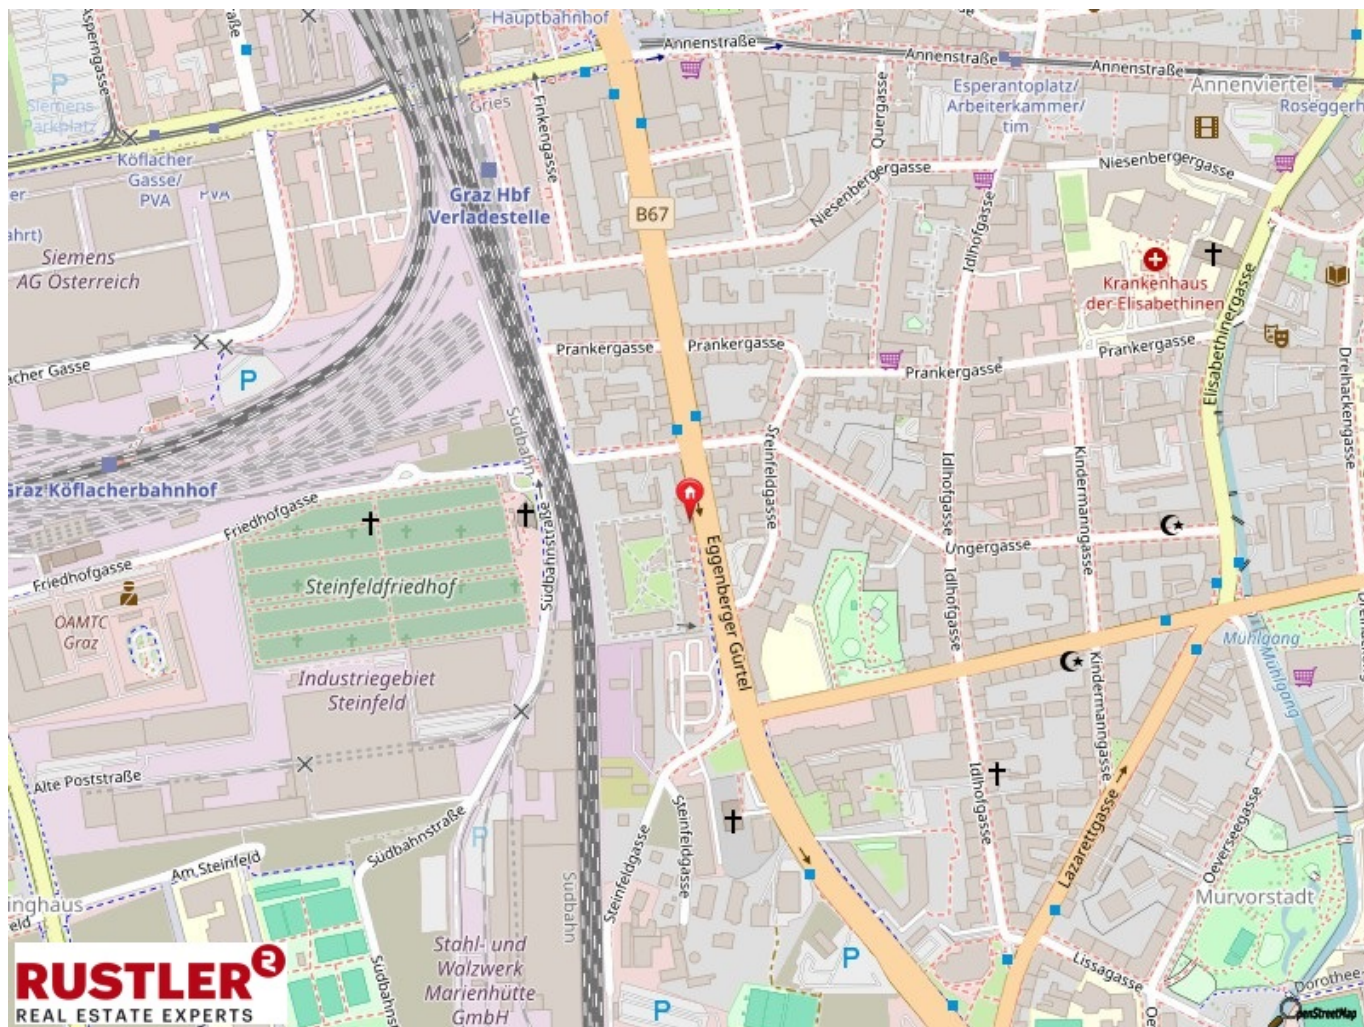 Asperngasse
Hauptbahnhof
Annenstraße
Annenstraße
Annenstraße
Gries
Finkengasse
Quergasse
Esperantoplatz/
Arbeiterkammer/
tim
Annenviertel
P
Siemens
Parkplatz
Köflacher
Gasse/
PVA
PVA
Graz Hbf
Verladestelle
B67
Niesenbergergasse
Niesenbergergasse
Niesenbergergasse
Idlhofgasse
Siemens
AG Österreich
Krankenhaus
der Elisabethinen
Elisabethinergasse
Prankergasse
Prankergasse
Prankergasse
Prankergasse
Dreihackengasse
P
Südbahn
Steinfeldgasse
Idlhofgasse
Kindermanngasse
Graz Köflacherbahnhof
Friedhofgasse
Friedhofgasse
Steinfeldfriedhof
Südbahnstraße
Eggenberger Gürtel
Ungergasse
Idlhofgasse
ÖAMTC
Graz
Industriegebiet
Steinfeld
Mühlgang
Mühlgang
Kindermanngasse
Alte Poststraße
Idlhofgasse
Lazarettgasse
Oeverseegasse
Südbahnstraße
P
Steinfeldgasse
Steinfeldgasse
Am Steinfeld
Südbahn
Murvorstadt
Stahl- und
Walzwerk
Marienhütte
GmbH
P
P
Lissagasse
RUSTLER
REAL ESTATE EXPERTS
OpenStreetMap